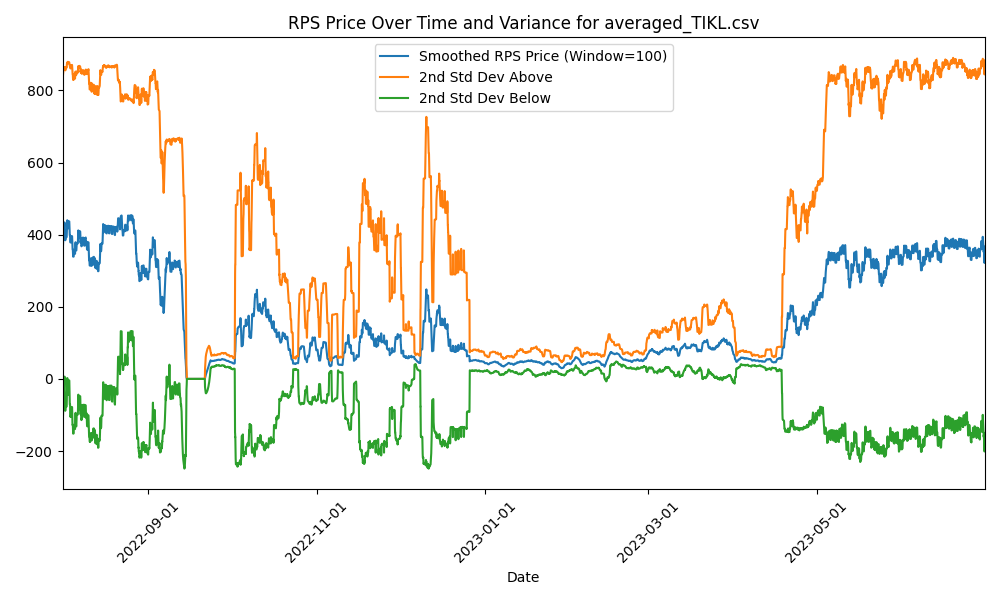 RPS Price Over Time and Variance for averaged_TIKL.csv
Smoothed RPS Price (Window=100)
2nd Std Dev Above
2nd Std Dev Below
800
600
400
200
0
−200
2022-09-01
2022-11-01
2023-01-01
2023-03-01
2023-05-01
Date